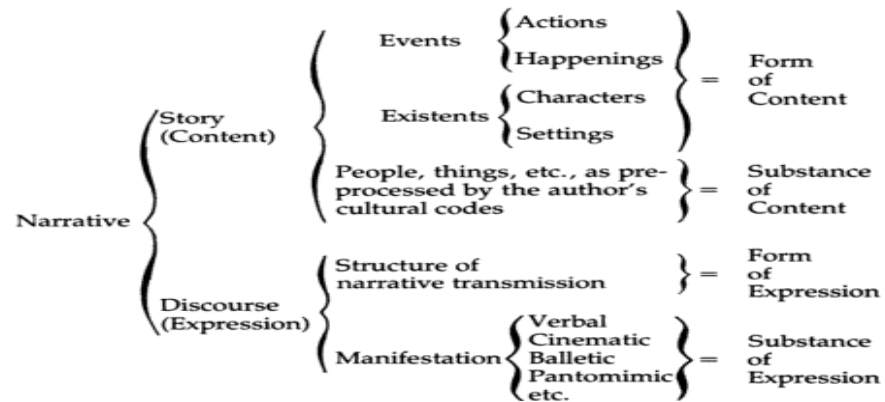 Narrative
Story
(Content)
Events
Actions
Happenings
Existents
Characters
Settings
= Form
of
Content
People, things, etc., as pre-
processed by the author's
cultural codes
= Substance
of
Content
Discourse
(Expression)
Structure of
narrative transmission
= Form
of
Expression
Manifestation
Verbal
Cinematic
Balletic
Pantomimic
etc.
= Substance
of
Expression